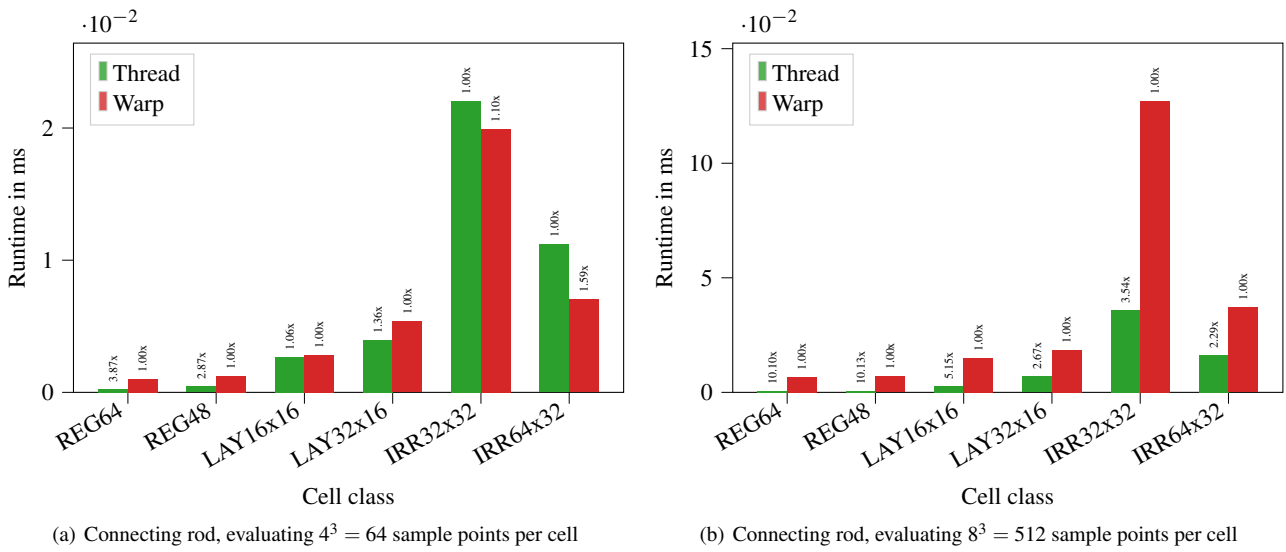 ·10⁻²
Thread
Warp
2
1
0
Runtime in ms
3.87x
1.00x
2.87x
1.00x
1.06x
1.00x
1.36x
1.00x
1.00x
1.10x
1.00x
1.59x
REG64
REG48
LAY16x16
LAY32x16
IRR32x32
IRR64x32
Cell class
(a) Connecting rod, evaluating 4³ = 64 sample points per cell
·10⁻²
Thread
Warp
15
10
5
0
Runtime in ms
10.10x
1.00x
10.13x
1.00x
5.15x
1.00x
2.67x
1.00x
3.54x
1.00x
2.29x
1.00x
REG64
REG48
LAY16x16
LAY32x16
IRR32x32
IRR64x32
Cell class
(b) Connecting rod, evaluating 8³ = 512 sample points per cell